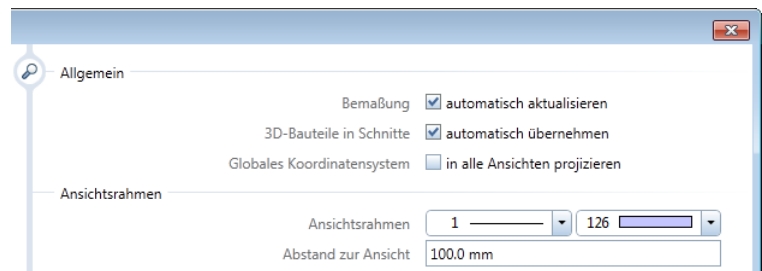 Allgemein
Bemaßung automatisch aktualisieren
3D-Bauteile in Schnitte automatisch übernehmen
Globales Koordinatensystem in alle Ansichten projizieren
Ansichtsrahmen
Ansichtsrahmen 1 126
Abstand zur Ansicht 100.0 mm